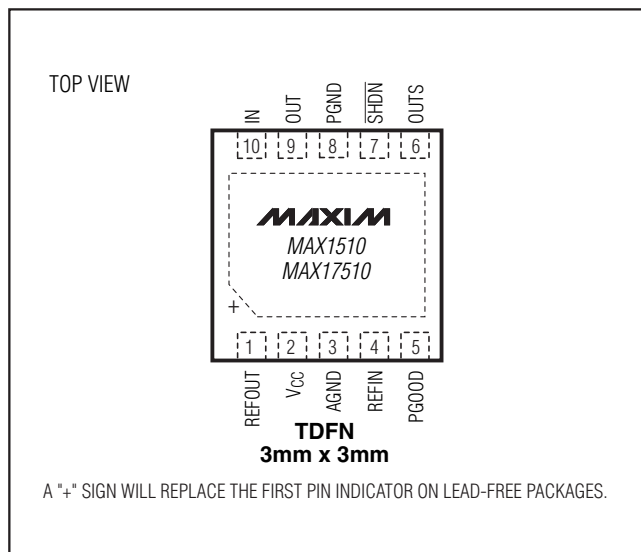 TOP VIEW
IN OUT PGND SHDN OUTS
10 9 8 7 6
MAXIM
MAX1510
MAX17510
+
1 2 3 4 5
REFOUT VCC AGND REFIN PGOOD
TDFN
3mm x 3mm
A "+" SIGN WILL REPLACE THE FIRST PIN INDICATOR ON LEAD-FREE PACKAGES.